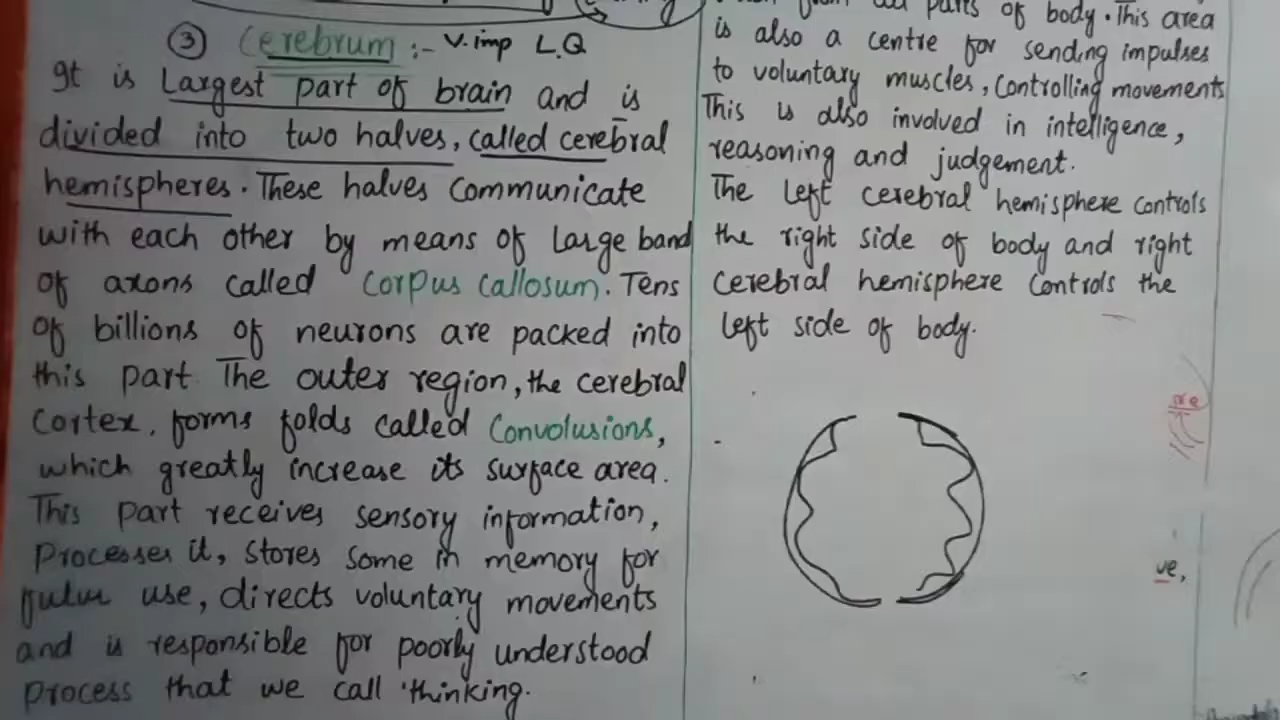 ③ Cerebrum :- V.imp L.Q
It is Largest part of brain and is
divided into two halves, called cerebral
hemispheres. These halves communicate
with each other by means of Large band
of axons called Corpus callosum. Tens
of billions of neurons are packed into
this part. The outer region, the cerebral
Cortex, forms folds called Convolusions,
which greatly increase its surface area.
This part receives sensory information,
Processes it, stores some in memory for
use, directs voluntary movements
and is responsible for poorly understood
process that we call 'thinking.
all parts of body. This area
is also a centre for sending impulses
to voluntary muscles, Controlling movements
This is also involved in intelligence,
reasoning and judgement.
The Left cerebral hemisphere controls
the right side of body and right
Cerebral hemisphere Controls the
Left side of body.
ve,